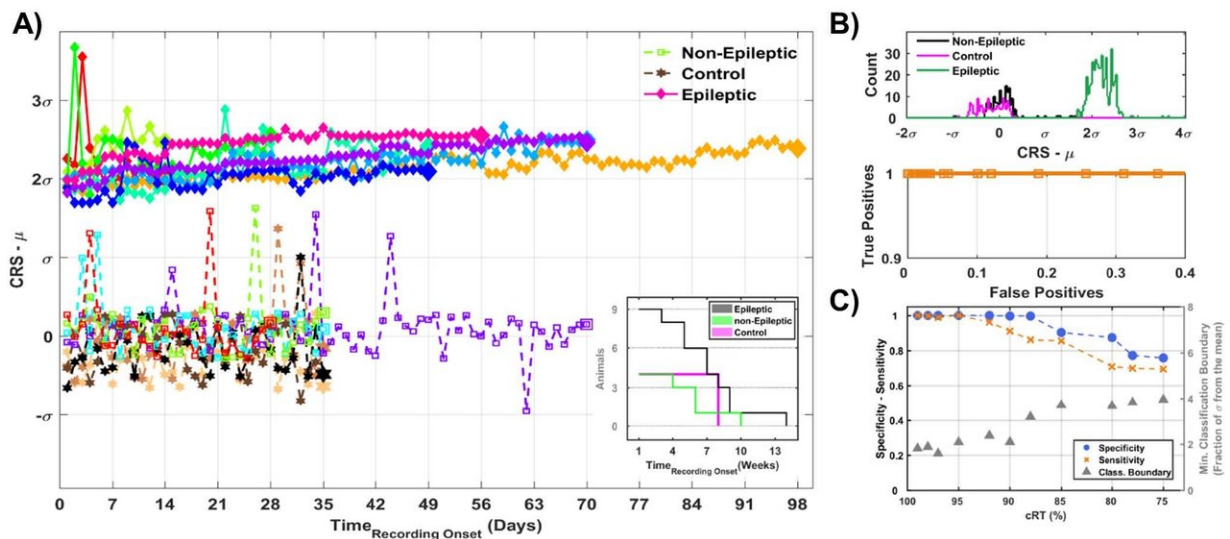 A)
Non-Epileptic
Control
Epileptic
3σ
2σ
σ
0
-σ
CRS - μ
0 7 14 21 28 35 42 49 56 63 70 77 84 91 98
Time Recording Onset (Days)
Epileptic
non-Epileptic
Control
Animals
9
6
3
0
1 4 7 10 13
Time Recording Onset (Weeks)
B)
Non-Epileptic
Control
Epileptic
Count
30
20
10
0
-2σ -σ 0 σ 2σ 3σ 4σ
CRS - μ
True Positives
1
0.9
0 0.1 0.2 0.3 0.4
False Positives
C)
Specificity - Sensitivity
1
0.8
0.6
0.4
0.2
0
8
6
4
2
0
Min. Classification Boundary
(Fraction of σ from the mean)
Specificity
Sensitivity
Class. Boundary
100 95 90 85 80 75
cRT (%)